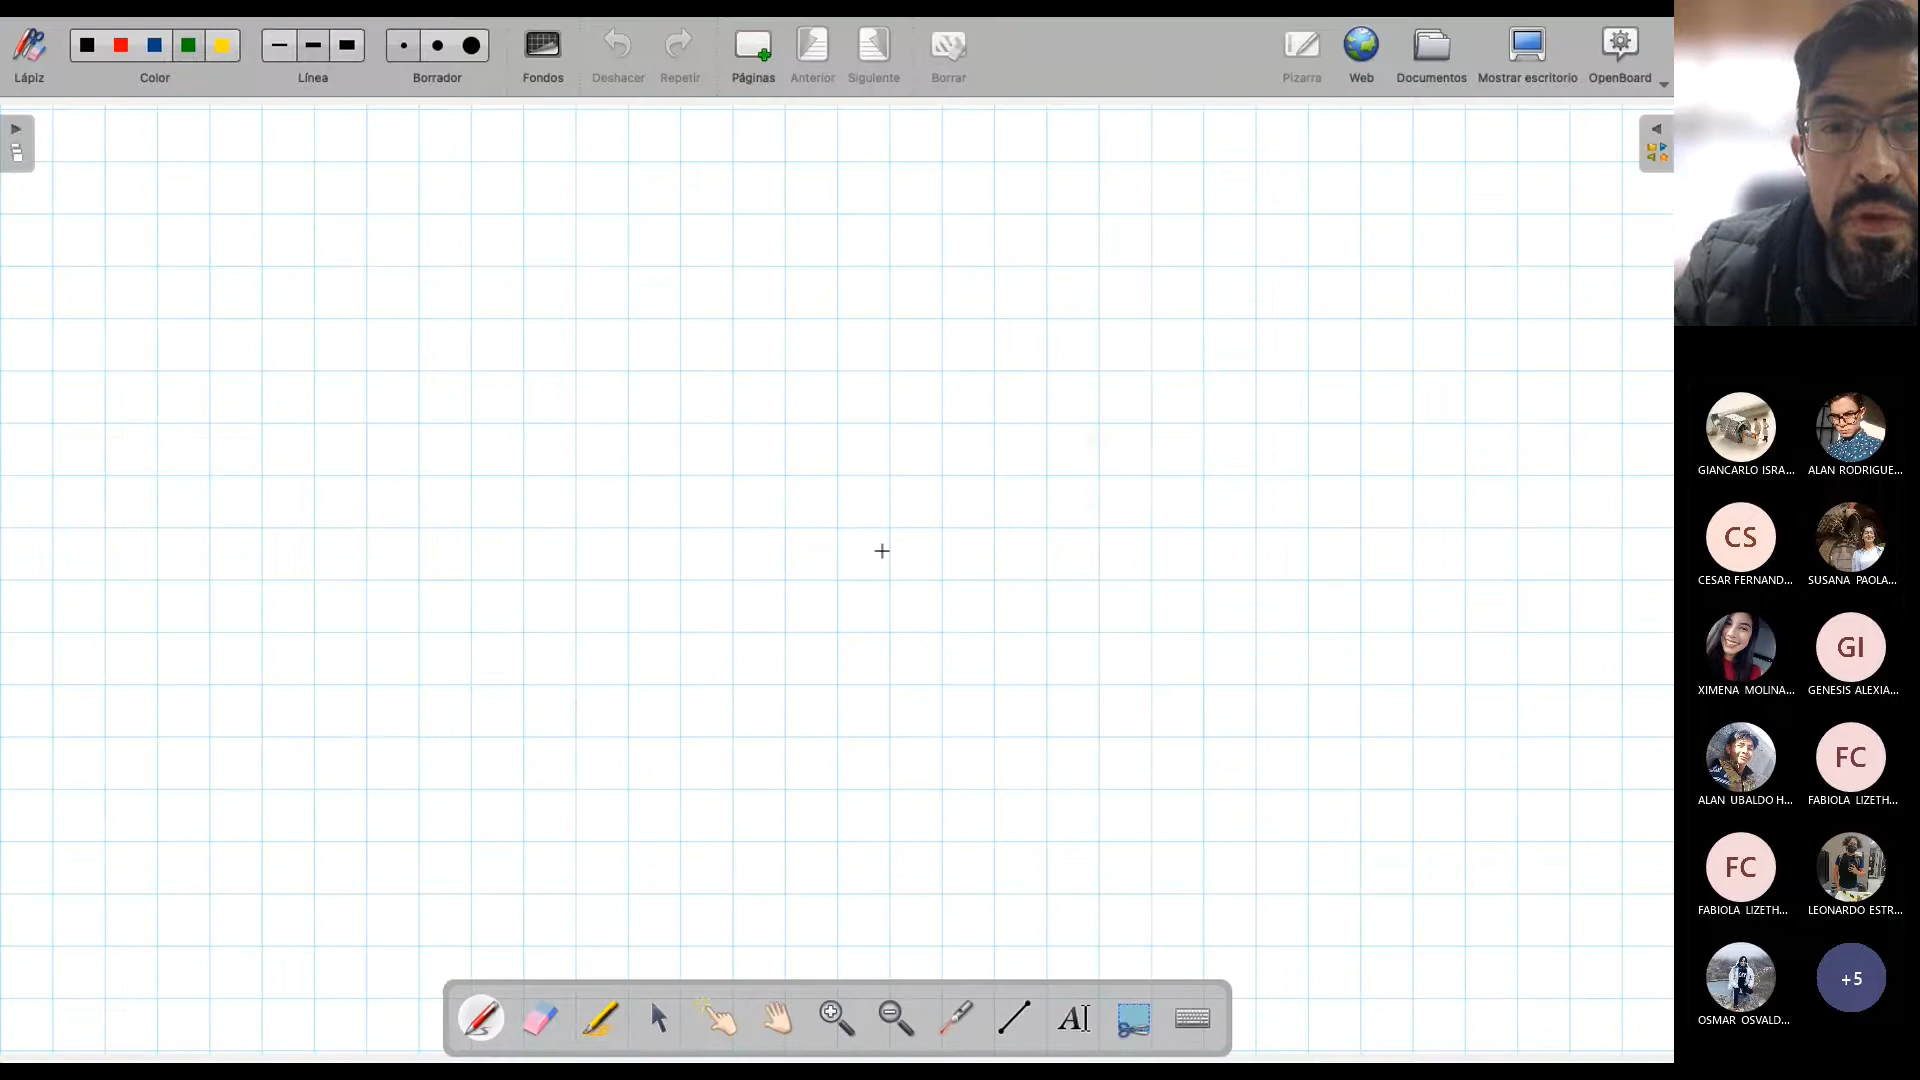 Lápiz
Color
Línea
Borrador
Fondos
Deshacer
Repetir
Páginas
Anterior
Siguiente
Borrar
Pizarra
Web
Documentos
Mostrar escritorio
OpenBoard
A
GIANCARLO ISRA...
ALAN RODRIGUE...
CS
CESAR FERNAND...
SUSANA PAOLA...
XIMENA MOLINA...
GI
GENESIS ALEXIA...
ALAN UBALDO H...
FC
FABIOLA LIZETH...
FC
FABIOLA LIZETH...
LEONARDO ESTR...
OSMAR OSVALD...
+5